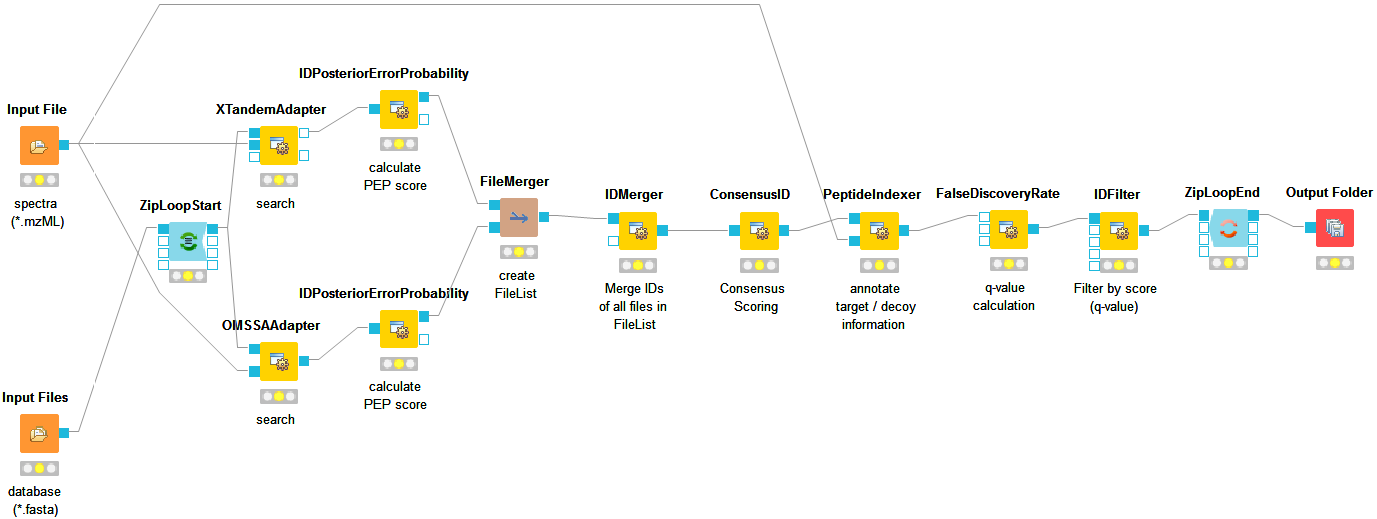 Input File
spectra
(*.mzML)
Input Files
database
(*.fasta)
ZipLoopStart
XTandemAdapter
search
OMSSAAdapter
search
IDPosteriorErrorProbability
calculate
PEP score
IDPosteriorErrorProbability
calculate
PEP score
FileMerger
create
FileList
IDMerger
Merge IDs
of all files in
FileList
ConsensusID
Consensus
Scoring
PeptideIndexer
annotate
target / decoy
information
FalseDiscoveryRate
q-value
calculation
IDFilter
Filter by score
(q-value)
ZipLoopEnd
Output Folder